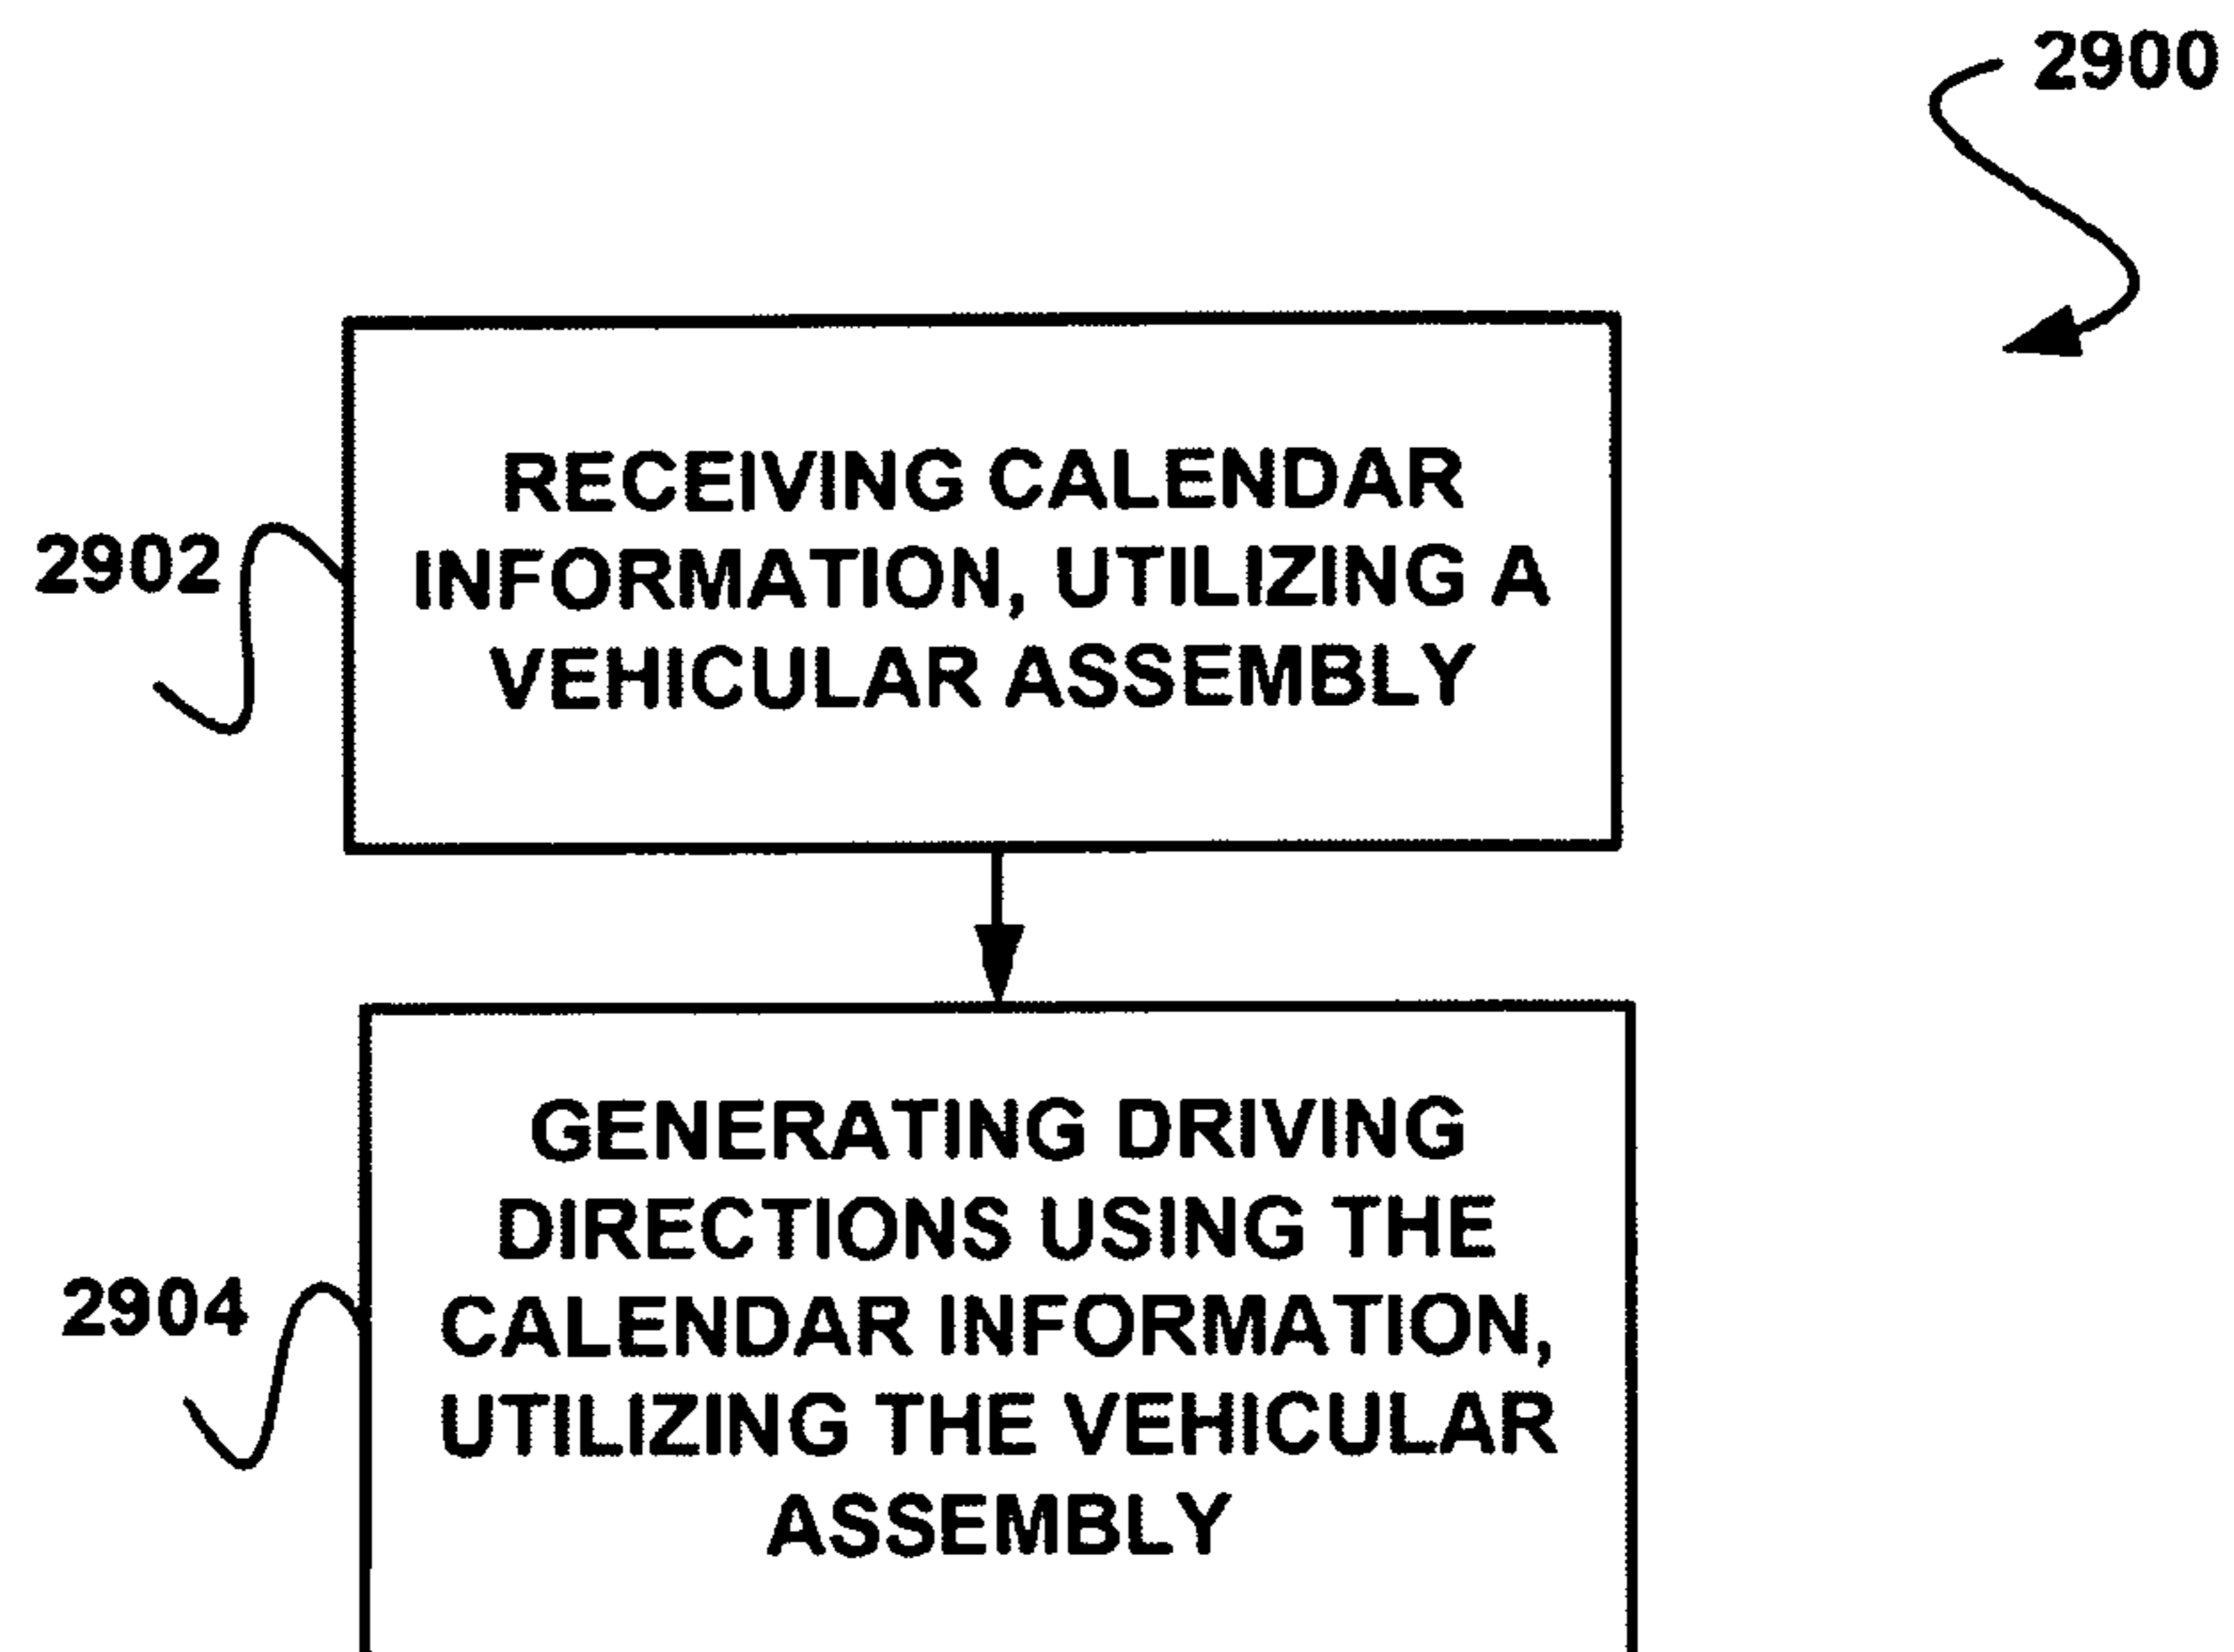 2900
RECEIVING CALENDAR
INFORMATION, UTILIZING A
VEHICULAR ASSEMBLY
2902
GENERATING DRIVING
DIRECTIONS USING THE
CALENDAR INFORMATION,
UTILIZING THE VEHICULAR
ASSEMBLY
2904